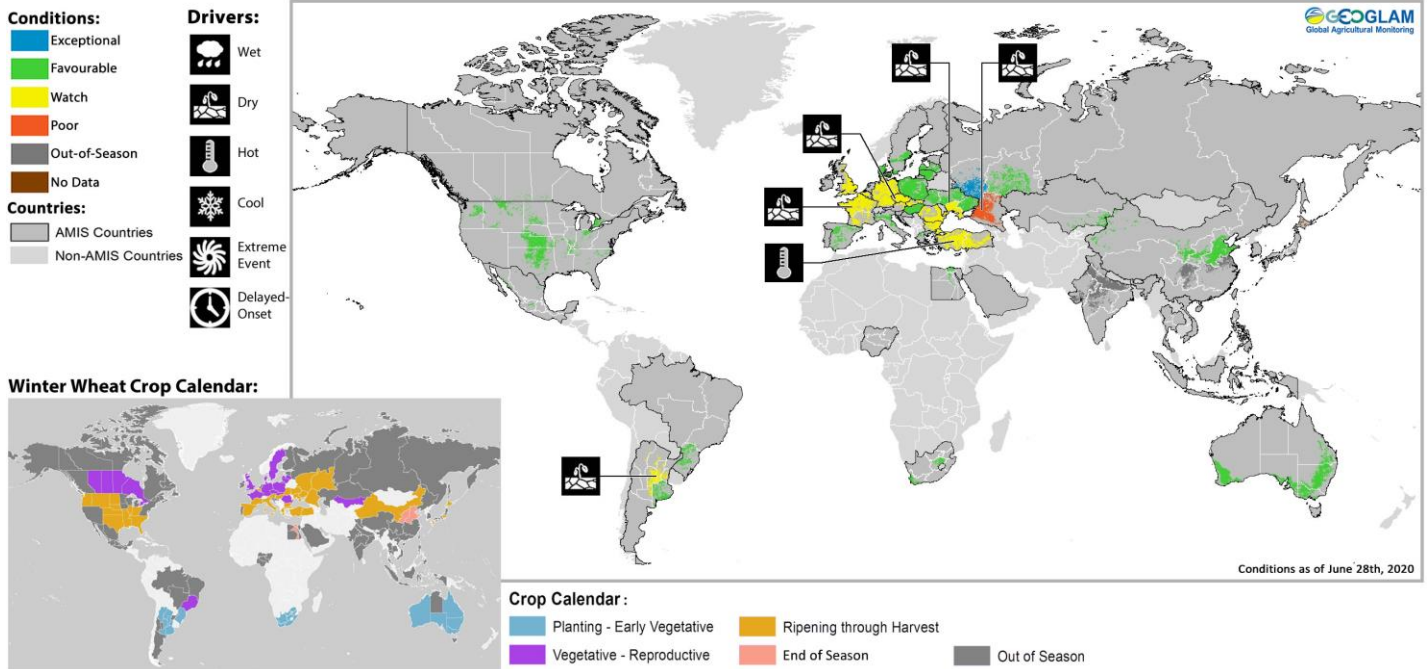 Conditions:
Exceptional
Favourable
Watch
Poor
Out-of-Season
No Data
Countries:
AMIS Countries
Non-AMIS Countries
Drivers:
Wet
Dry
Hot
Cool
Extreme
Event
Delayed-
Onset
GEOGLAM
Global Agricultural Monitoring
Conditions as of June 28th, 2020
Winter Wheat Crop Calendar:
Crop Calendar :
Planting - Early Vegetative
Ripening through Harvest
Vegetative - Reproductive
End of Season
Out of Season